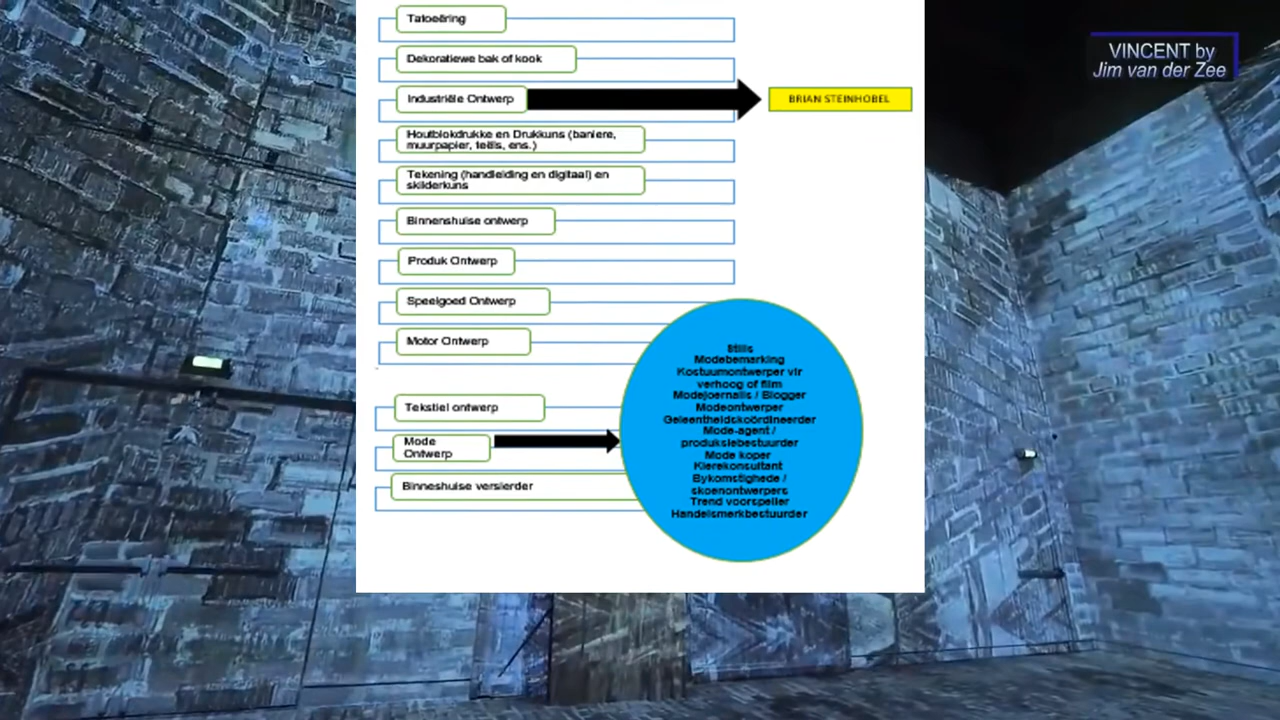 Tatoeëring
Dekoratiewe bak of kook
Industriële Ontwerp
BRIAN STEINHOBEL
Houtblokdrukke en Drukkuns (baniere,
muurpapier, teëls, ens.)
Tekening (handleiding en digitaal) en
skilderkuns
Binnenshuise ontwerp
Produk Ontwerp
Speelgoed Ontwerp
Motor Ontwerp
Tekstiel ontwerp
Mode
Ontwerp
Binneshuise versierder
Stilis
Modebemarking
Kostuumontwerper vir
verhoog of film
Modejoernalis / Blogger
Modeontwerper
Geleentheidskoördineerder
Mode-agent /
produksiebestuurder
Mode koper
Klerekonsultant
Bykomstighede /
skoenontwerpers
Trend voorspeller
Handelsmerkbestuurder
VINCENT by
Jim van der Zee